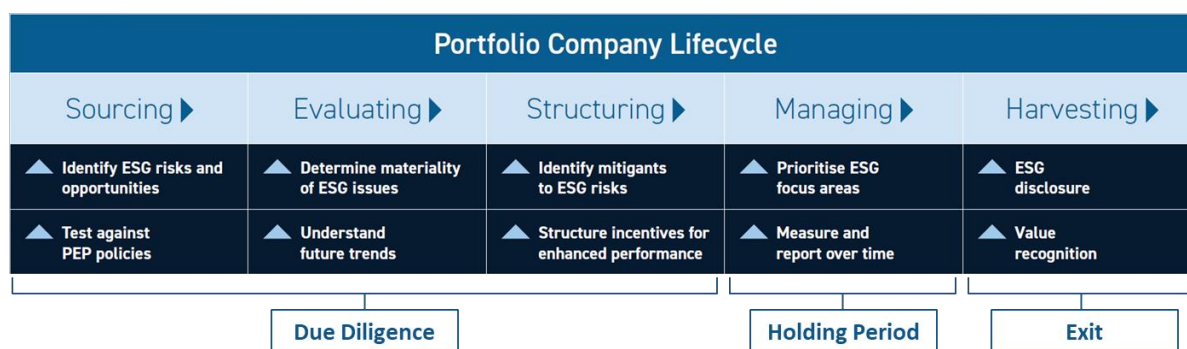 Portfolio Company Lifecycle
Sourcing
Evaluating
Structuring
Managing
Harvesting
Identify ESG risks and
opportunities
Determine materiality
of ESG issues
Identify mitigants
to ESG risks
Prioritise ESG
focus areas
ESG
disclosure
Test against
PEP policies
Understand
future trends
Structure incentives for
enhanced performance
Measure and
report over time
Value
recognition
Due Diligence
Holding Period
Exit